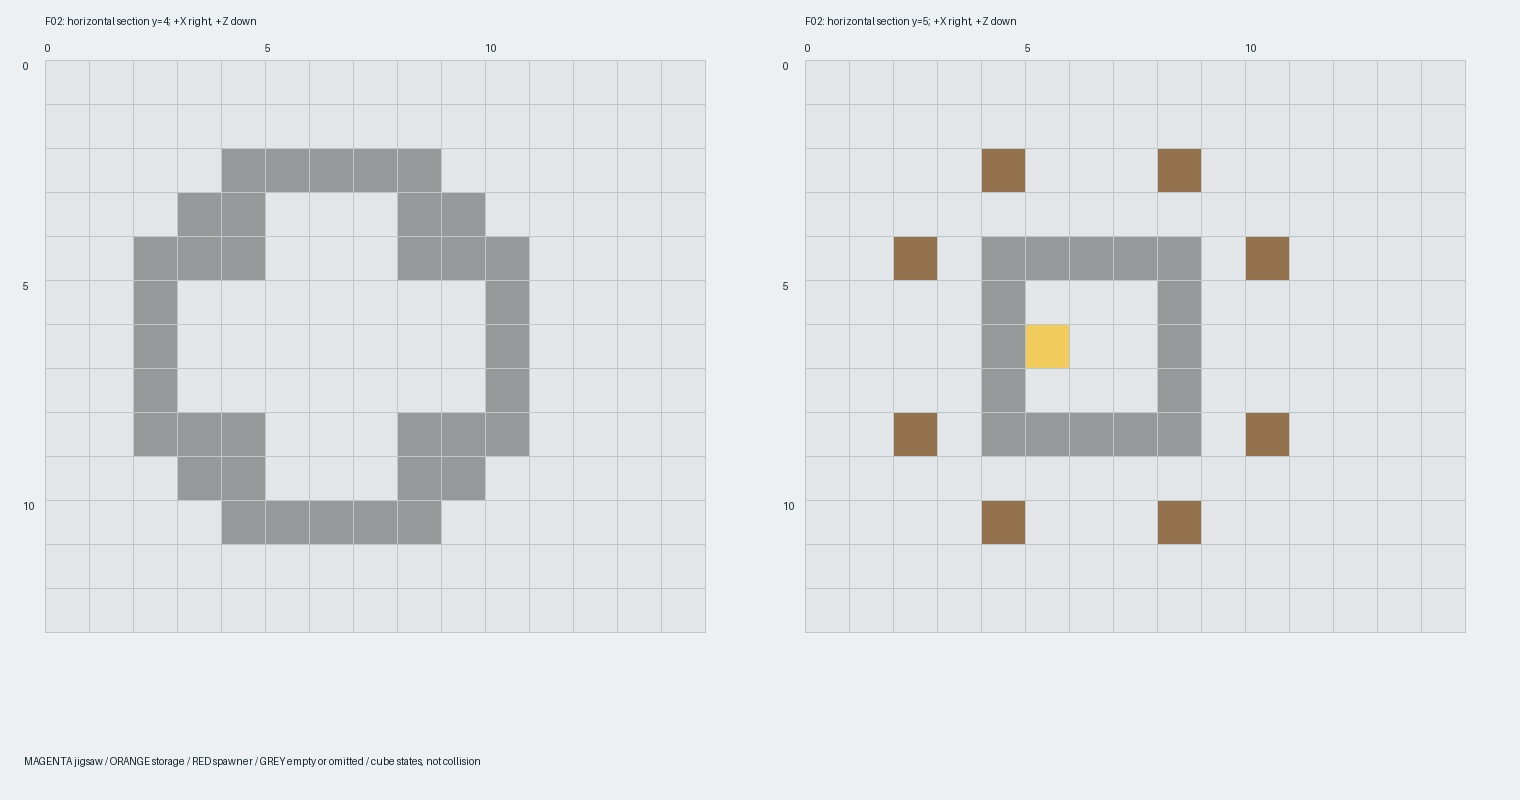 F02: horizontal section y=4; +X right, +Z down
0 5 10
0
5
10
F02: horizontal section y=5; +X right, +Z down
0 5 10
0
5
10
MAGENTA jigsaw / ORANGE storage / RED spawner / GREY empty or omitted / cube states, not collision